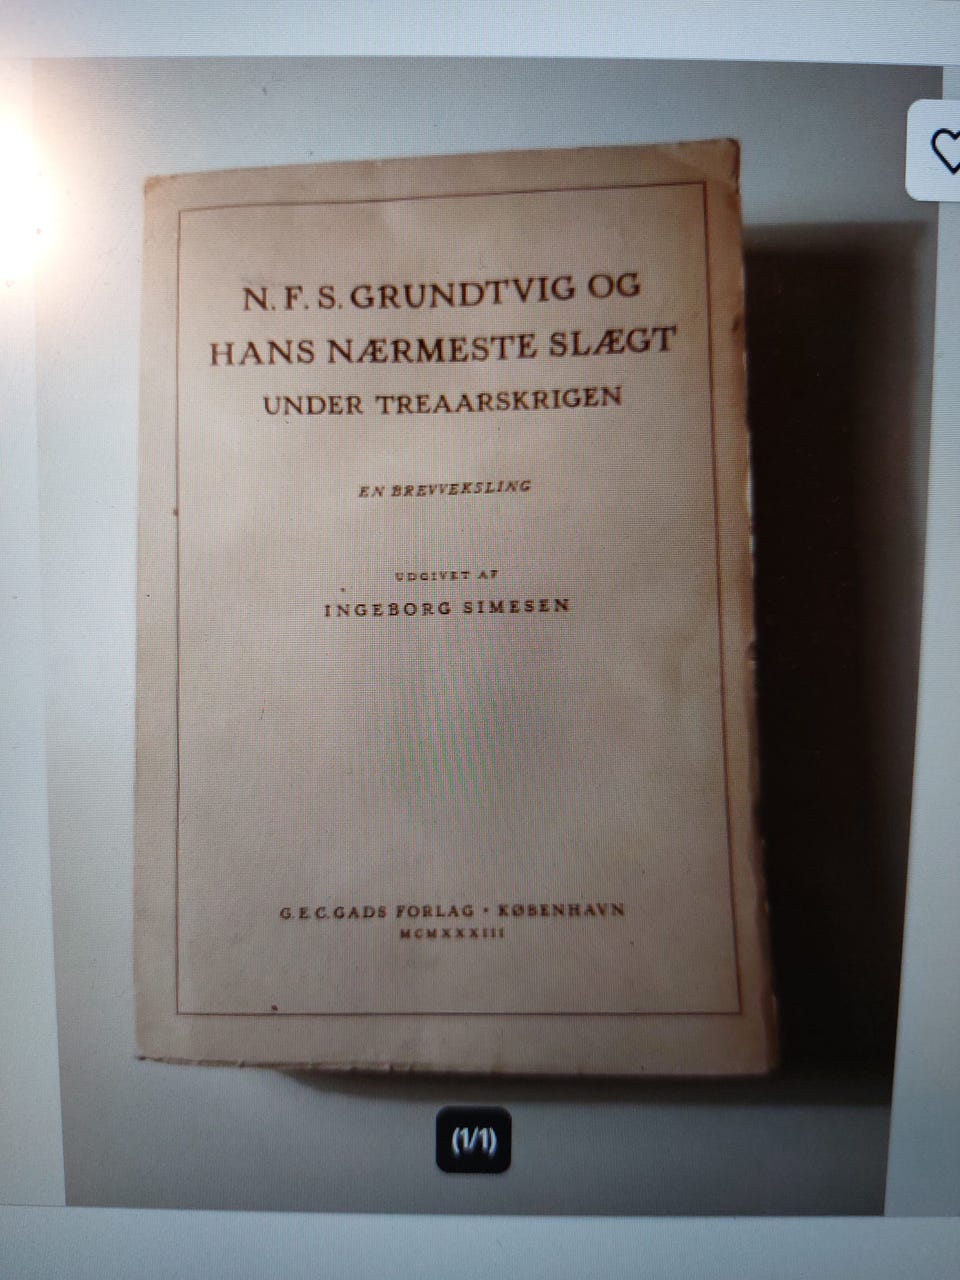 N. F. S. GRUNDTVIG OG
HANS NÆRMESTE SLÆGT
UNDER TREAARSKRIGEN
EN BREVVEKSLING
UDGIVET AF
INGEBORG SIMESEN
G. E. C. GADS FORLAG · KØBENHAVN
MCMXXXIII
(1/1)